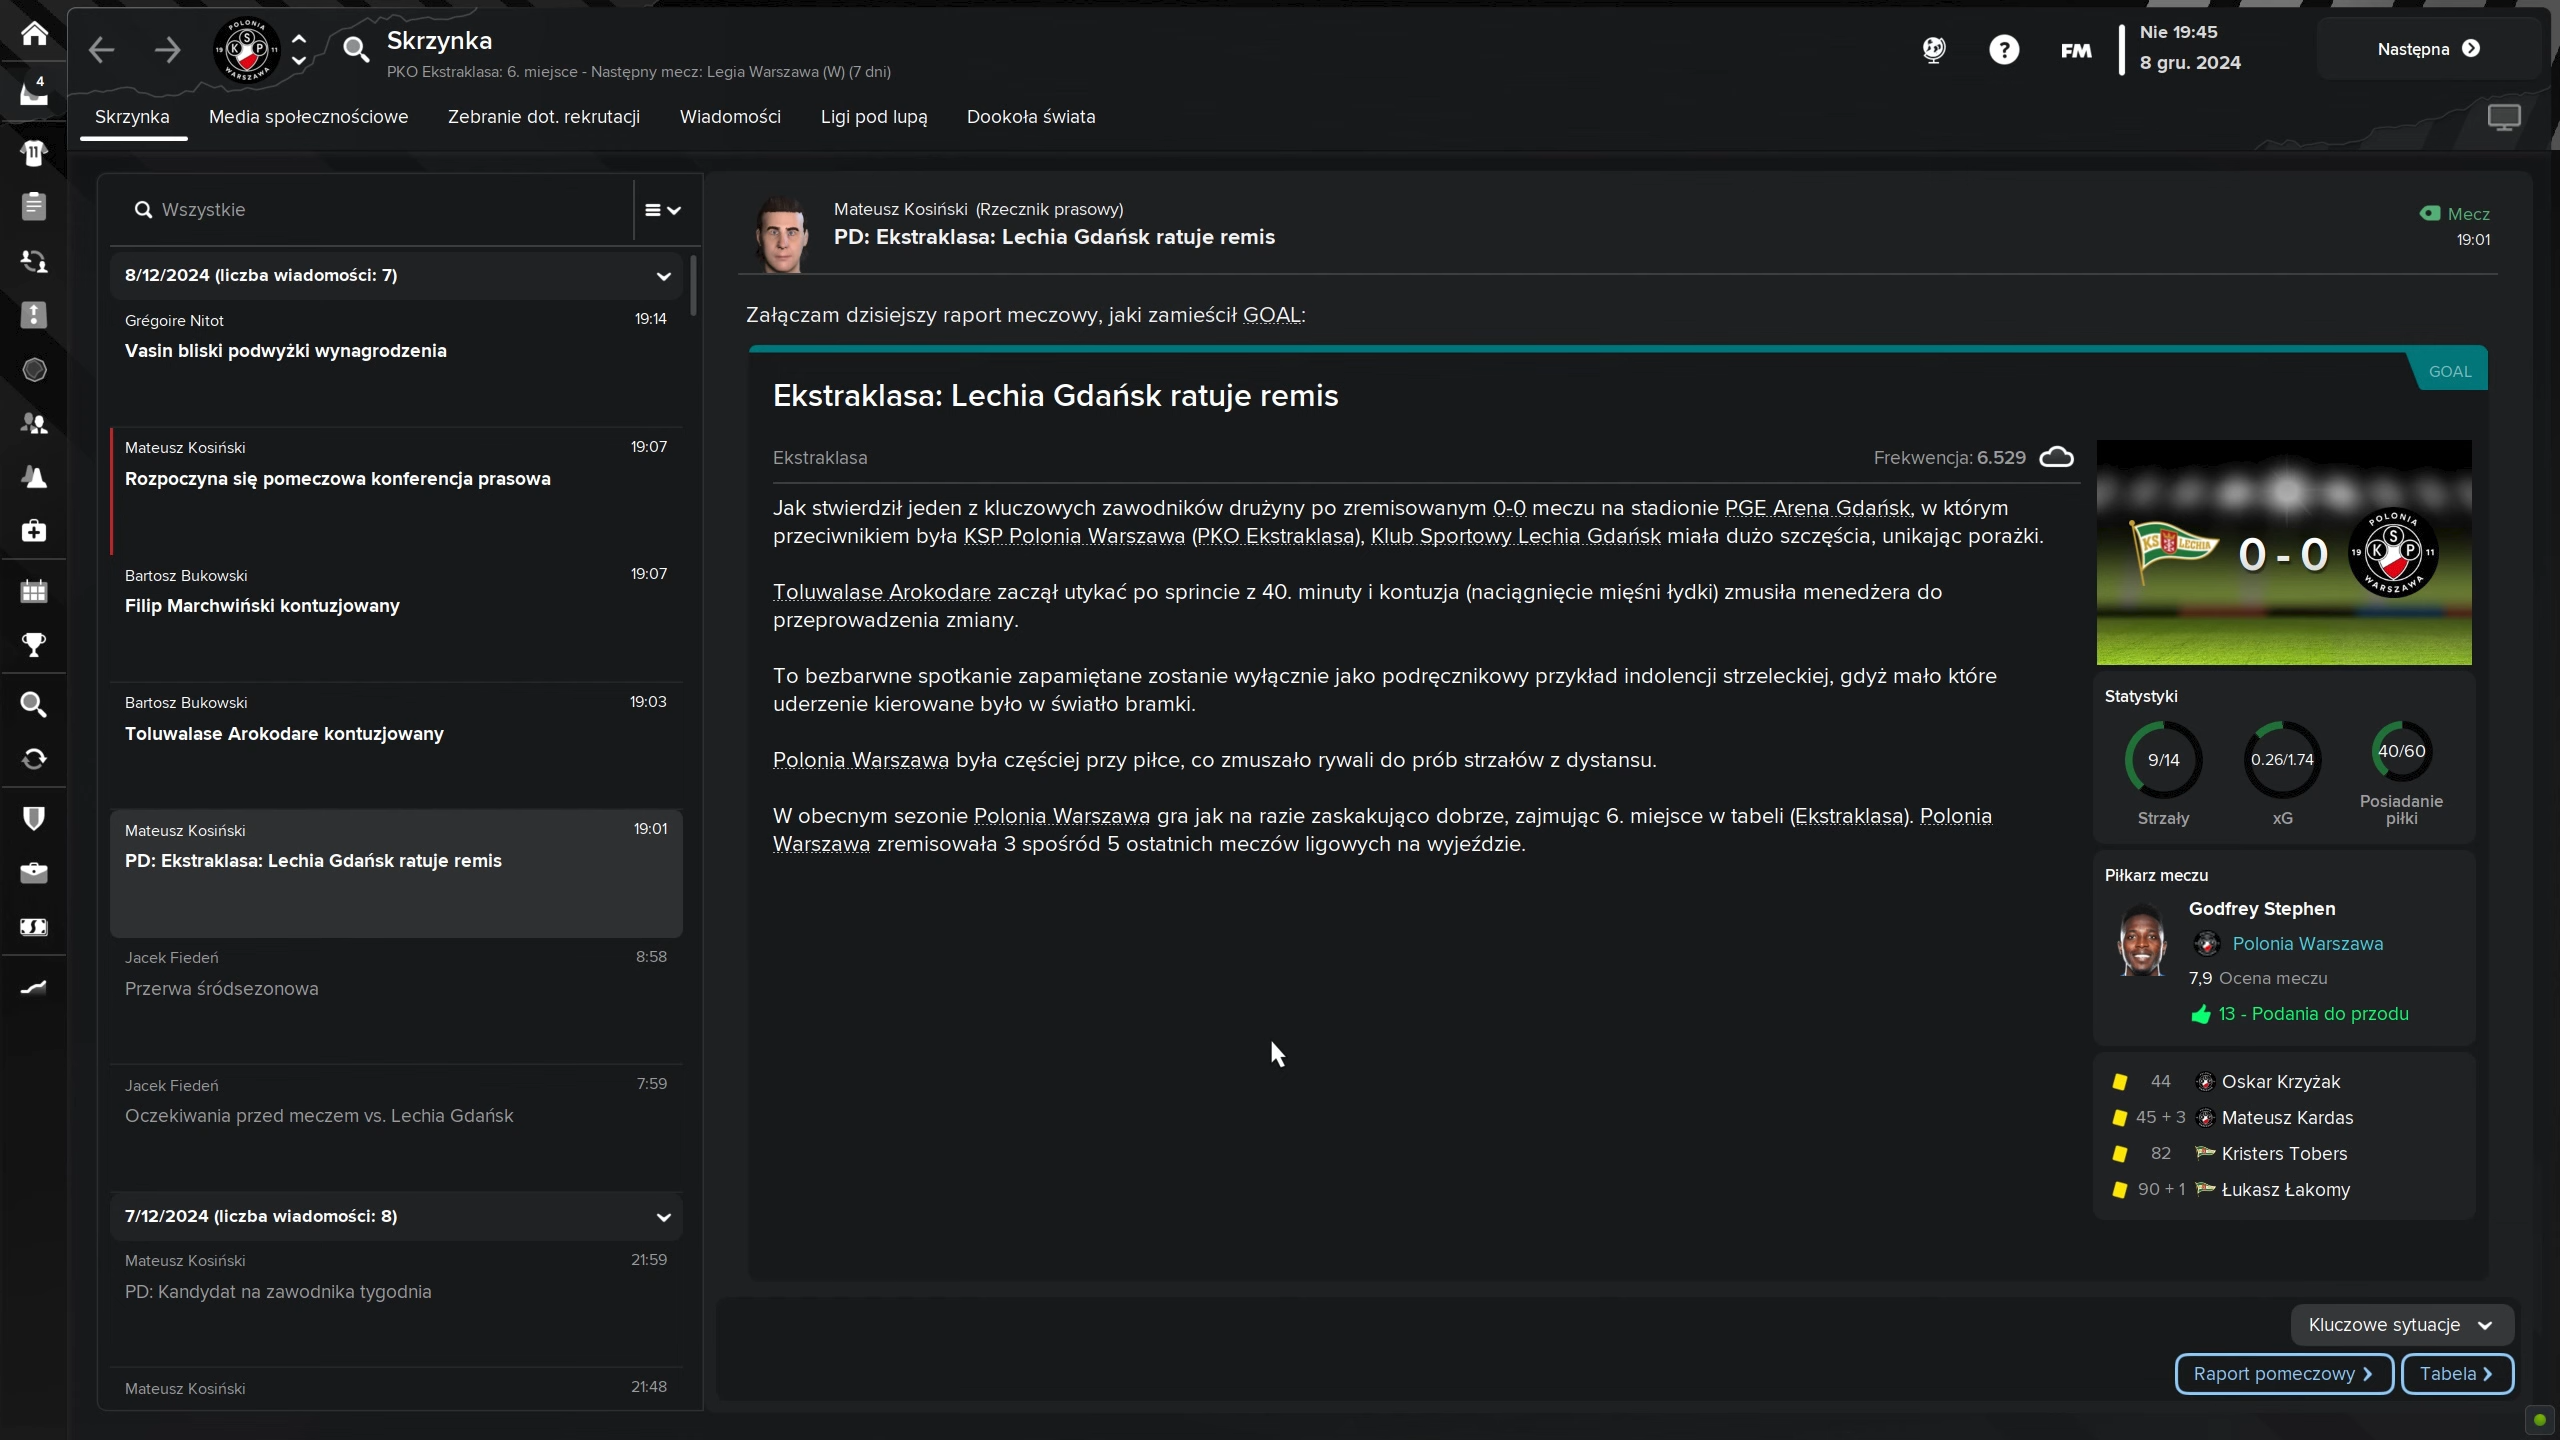 4
Skrzynka
PKO Ekstraklasa: 6. miejsce - Następny mecz: Legia Warszawa (W) (7 dni)
FM
Nie 19:45
8 gru. 2024
Następna
Skrzynka
Media społecznościowe
Zebranie dot. rekrutacji
Wiadomości
Ligi pod lupą
Dookoła świata
Wszystkie
8/12/2024 (liczba wiadomości: 7)
Grégoire Nitot 19:14
Vasin bliski podwyżki wynagrodzenia
Mateusz Kosiński 19:07
Rozpoczyna się pomeczowa konferencja prasowa
Bartosz Bukowski 19:07
Filip Marchwiński kontuzjowany
Bartosz Bukowski 19:03
Toluwalase Arokodare kontuzjowany
Mateusz Kosiński 19:01
PD: Ekstraklasa: Lechia Gdańsk ratuje remis
Jacek Fiedeń 8:58
Przerwa śródsezonowa
Jacek Fiedeń 7:59
Oczekiwania przed meczem vs. Lechia Gdańsk
7/12/2024 (liczba wiadomości: 8)
Mateusz Kosiński 21:59
PD: Kandydat na zawodnika tygodnia
Mateusz Kosiński 21:48
Mateusz Kosiński (Rzecznik prasowy)
PD: Ekstraklasa: Lechia Gdańsk ratuje remis
Mecz
19:01
Załączam dzisiejszy raport meczowy, jaki zamieścił GOAL:
GOAL
Ekstraklasa: Lechia Gdańsk ratuje remis
Ekstraklasa
Frekwencja: 6.529
Jak stwierdził jeden z kluczowych zawodników drużyny po zremisowanym 0-0 meczu na stadionie PGE Arena Gdańsk, w którym
przeciwnikiem była KSP Polonia Warszawa (PKO Ekstraklasa), Klub Sportowy Lechia Gdańsk miała dużo szczęścia, unikając porażki.
Toluwalase Arokodare zaczął utykać po sprincie z 40. minuty i kontuzja (naciągnięcie mięśni łydki) zmusiła menedżera do
przeprowadzenia zmiany.
To bezbarwne spotkanie zapamiętane zostanie wyłącznie jako podręcznikowy przykład indolencji strzeleckiej, gdyż mało które
uderzenie kierowane było w światło bramki.
Polonia Warszawa była częściej przy piłce, co zmuszało rywali do prób strzałów z dystansu.
W obecnym sezonie Polonia Warszawa gra jak na razie zaskakująco dobrze, zajmując 6. miejsce w tabeli (Ekstraklasa). Polonia
Warszawa zremisowała 3 spośród 5 ostatnich meczów ligowych na wyjeździe.
KS LECHIA
0 - 0
POLONIA
19 KSP 11
WARSZAWA
Statystyki
9/14
0.26/1.74
40/60
Strzały
xG
Posiadanie
piłki
Piłkarz meczu
Godfrey Stephen
Polonia Warszawa
7,9 Ocena meczu
13 - Podania do przodu
44 Oskar Krzyżak
45 + 3 Mateusz Kardas
82 Kristers Tobers
90 + 1 Łukasz Łakomy
Kluczowe sytuacje
Raport pomeczowy
Tabela